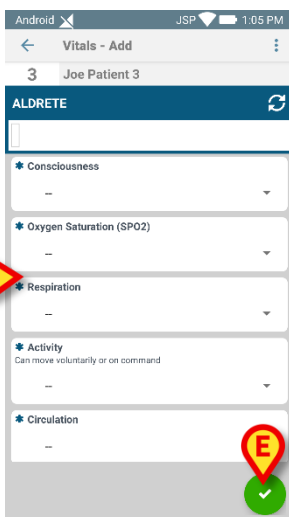 Android JSP 1:05 PM
Vitals - Add
3 Joe Patient 3
ALDRETE
* Consciousness
--
* Oxygen Saturation (SPO2)
--
* Respiration
--
* Activity
Can move voluntarily or on command
--
* Circulation
--
E